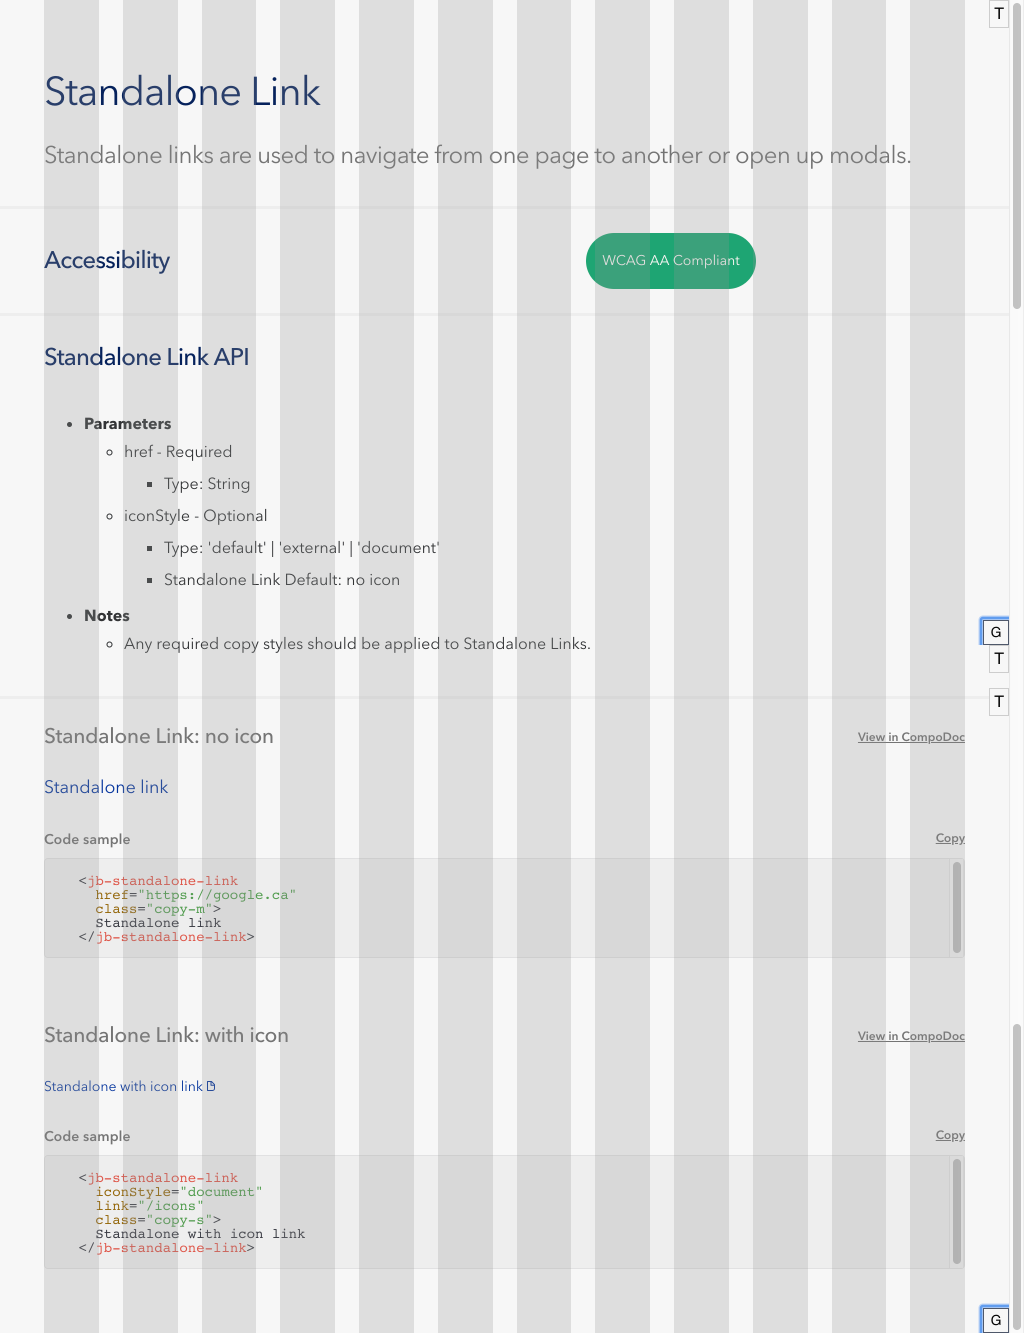 T
Standalone Link
Standalone links are used to navigate from one page to another or open up modals.
Accessibility
WCAG AA Compliant
Standalone Link API
• Parameters
◦ href - Required
▪ Type: String
◦ iconStyle - Optional
▪ Type: 'default' | 'external' | 'document'
▪ Standalone Link Default: no icon
• Notes
G
◦ Any required copy styles should be applied to Standalone Links.
T
T
Standalone Link: no icon
View in CompoDoc
Standalone link
Code sample
Copy
<jb-standalone-link
  href="https://google.ca"
  class="copy-m">
  Standalone link
</jb-standalone-link>
Standalone Link: with icon
View in CompoDoc
Standalone with icon link
Code sample
Copy
<jb-standalone-link
  iconStyle="document"
  link="/icons"
  class="copy-s">
  Standalone with icon link
</jb-standalone-link>
G